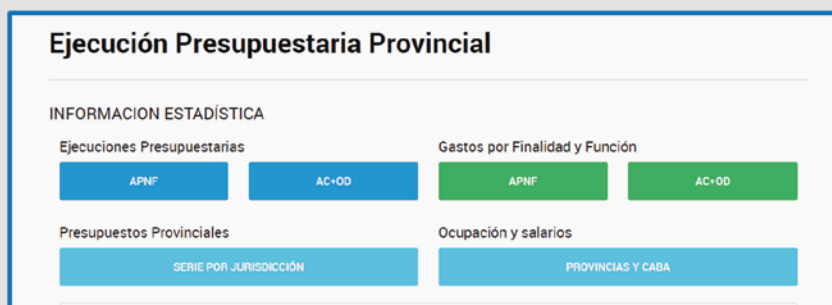 Ejecución Presupuestaria Provincial
INFORMACION ESTADÍSTICA
Ejecuciones Presupuestarias
Gastos por Finalidad y Función
APNF
AC+OD
APNF
AC+OD
Presupuestos Provinciales
Ocupación y salarios
SERIE POR JURISDICCIÓN
PROVINCIAS Y CABA